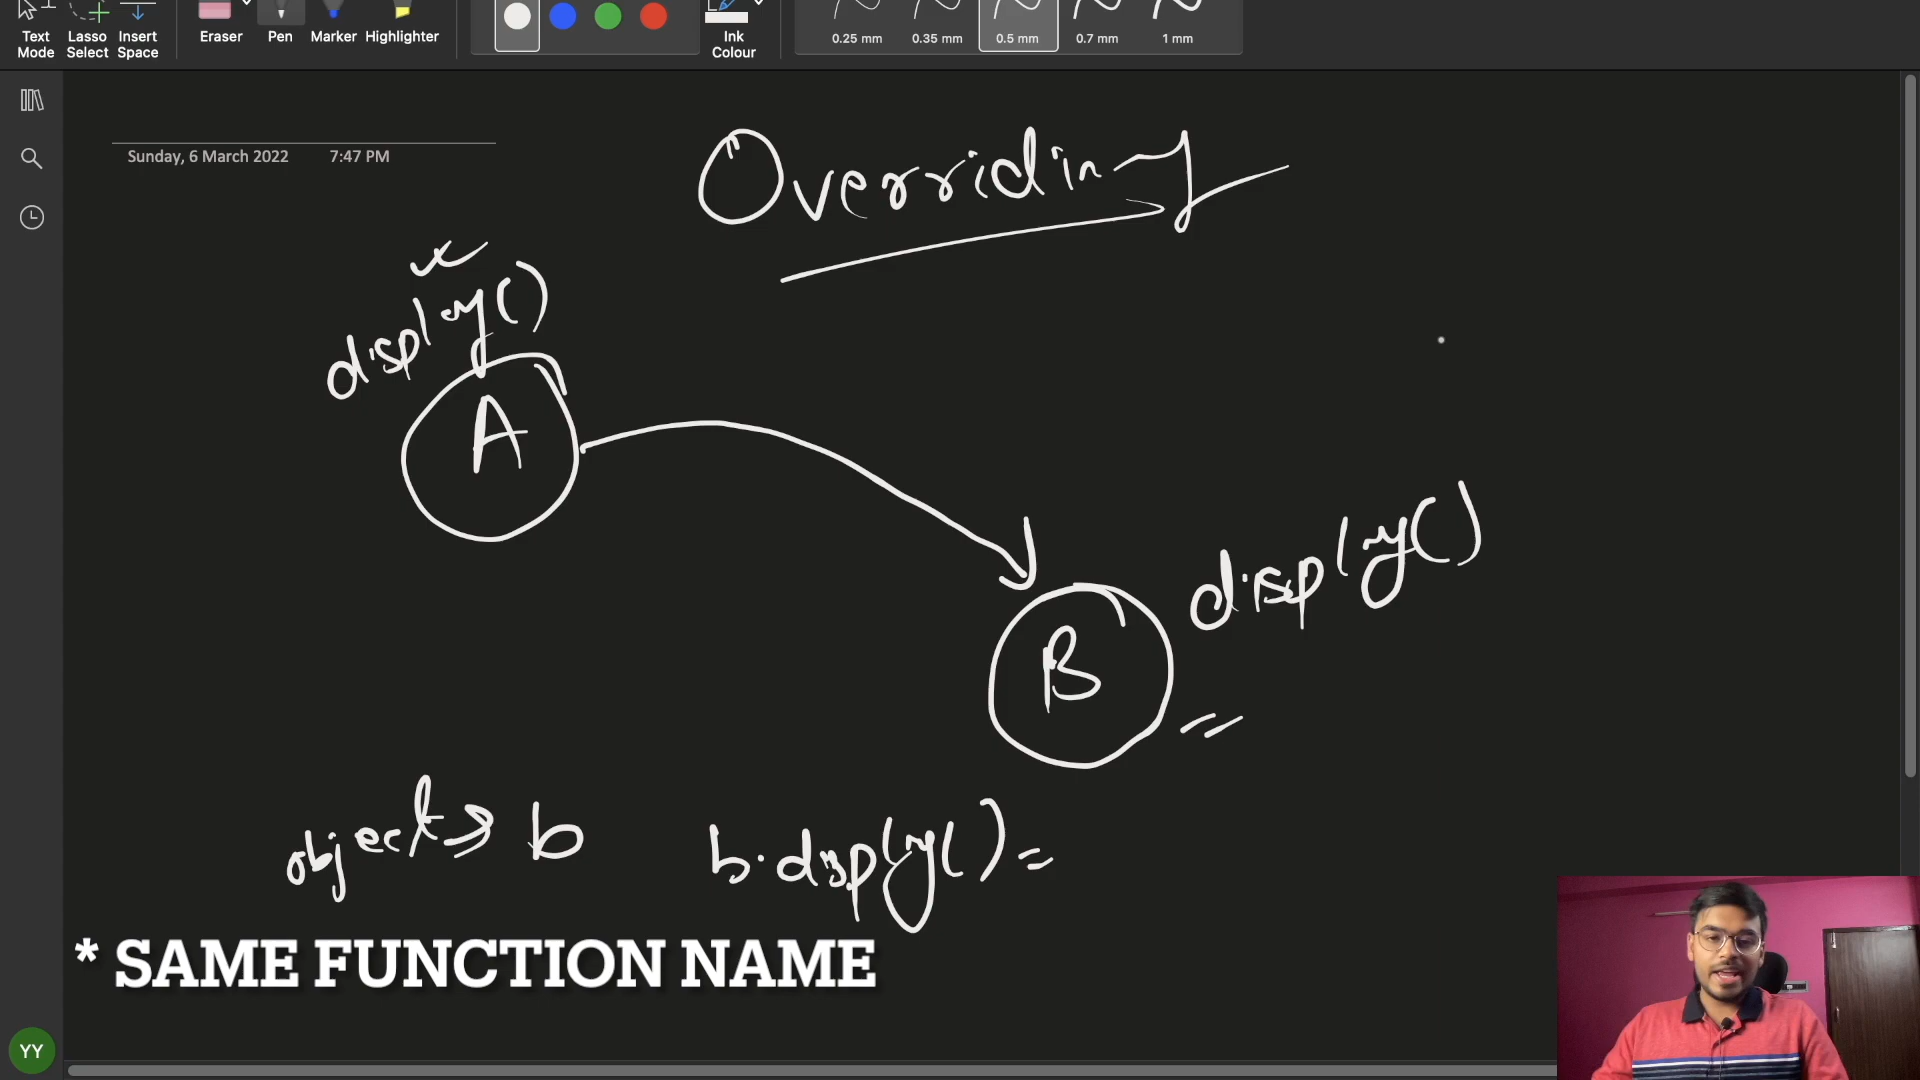 Text Mode
Lasso Select
Insert Space
Eraser
Pen
Marker
Highlighter
Ink Colour
0.25 mm
0.35 mm
0.5 mm
0.7 mm
1 mm
Sunday, 6 March 2022 7:47 PM
Overriding
display()
A
display()
B
object → b
b.display() =
* SAME FUNCTION NAME
YY